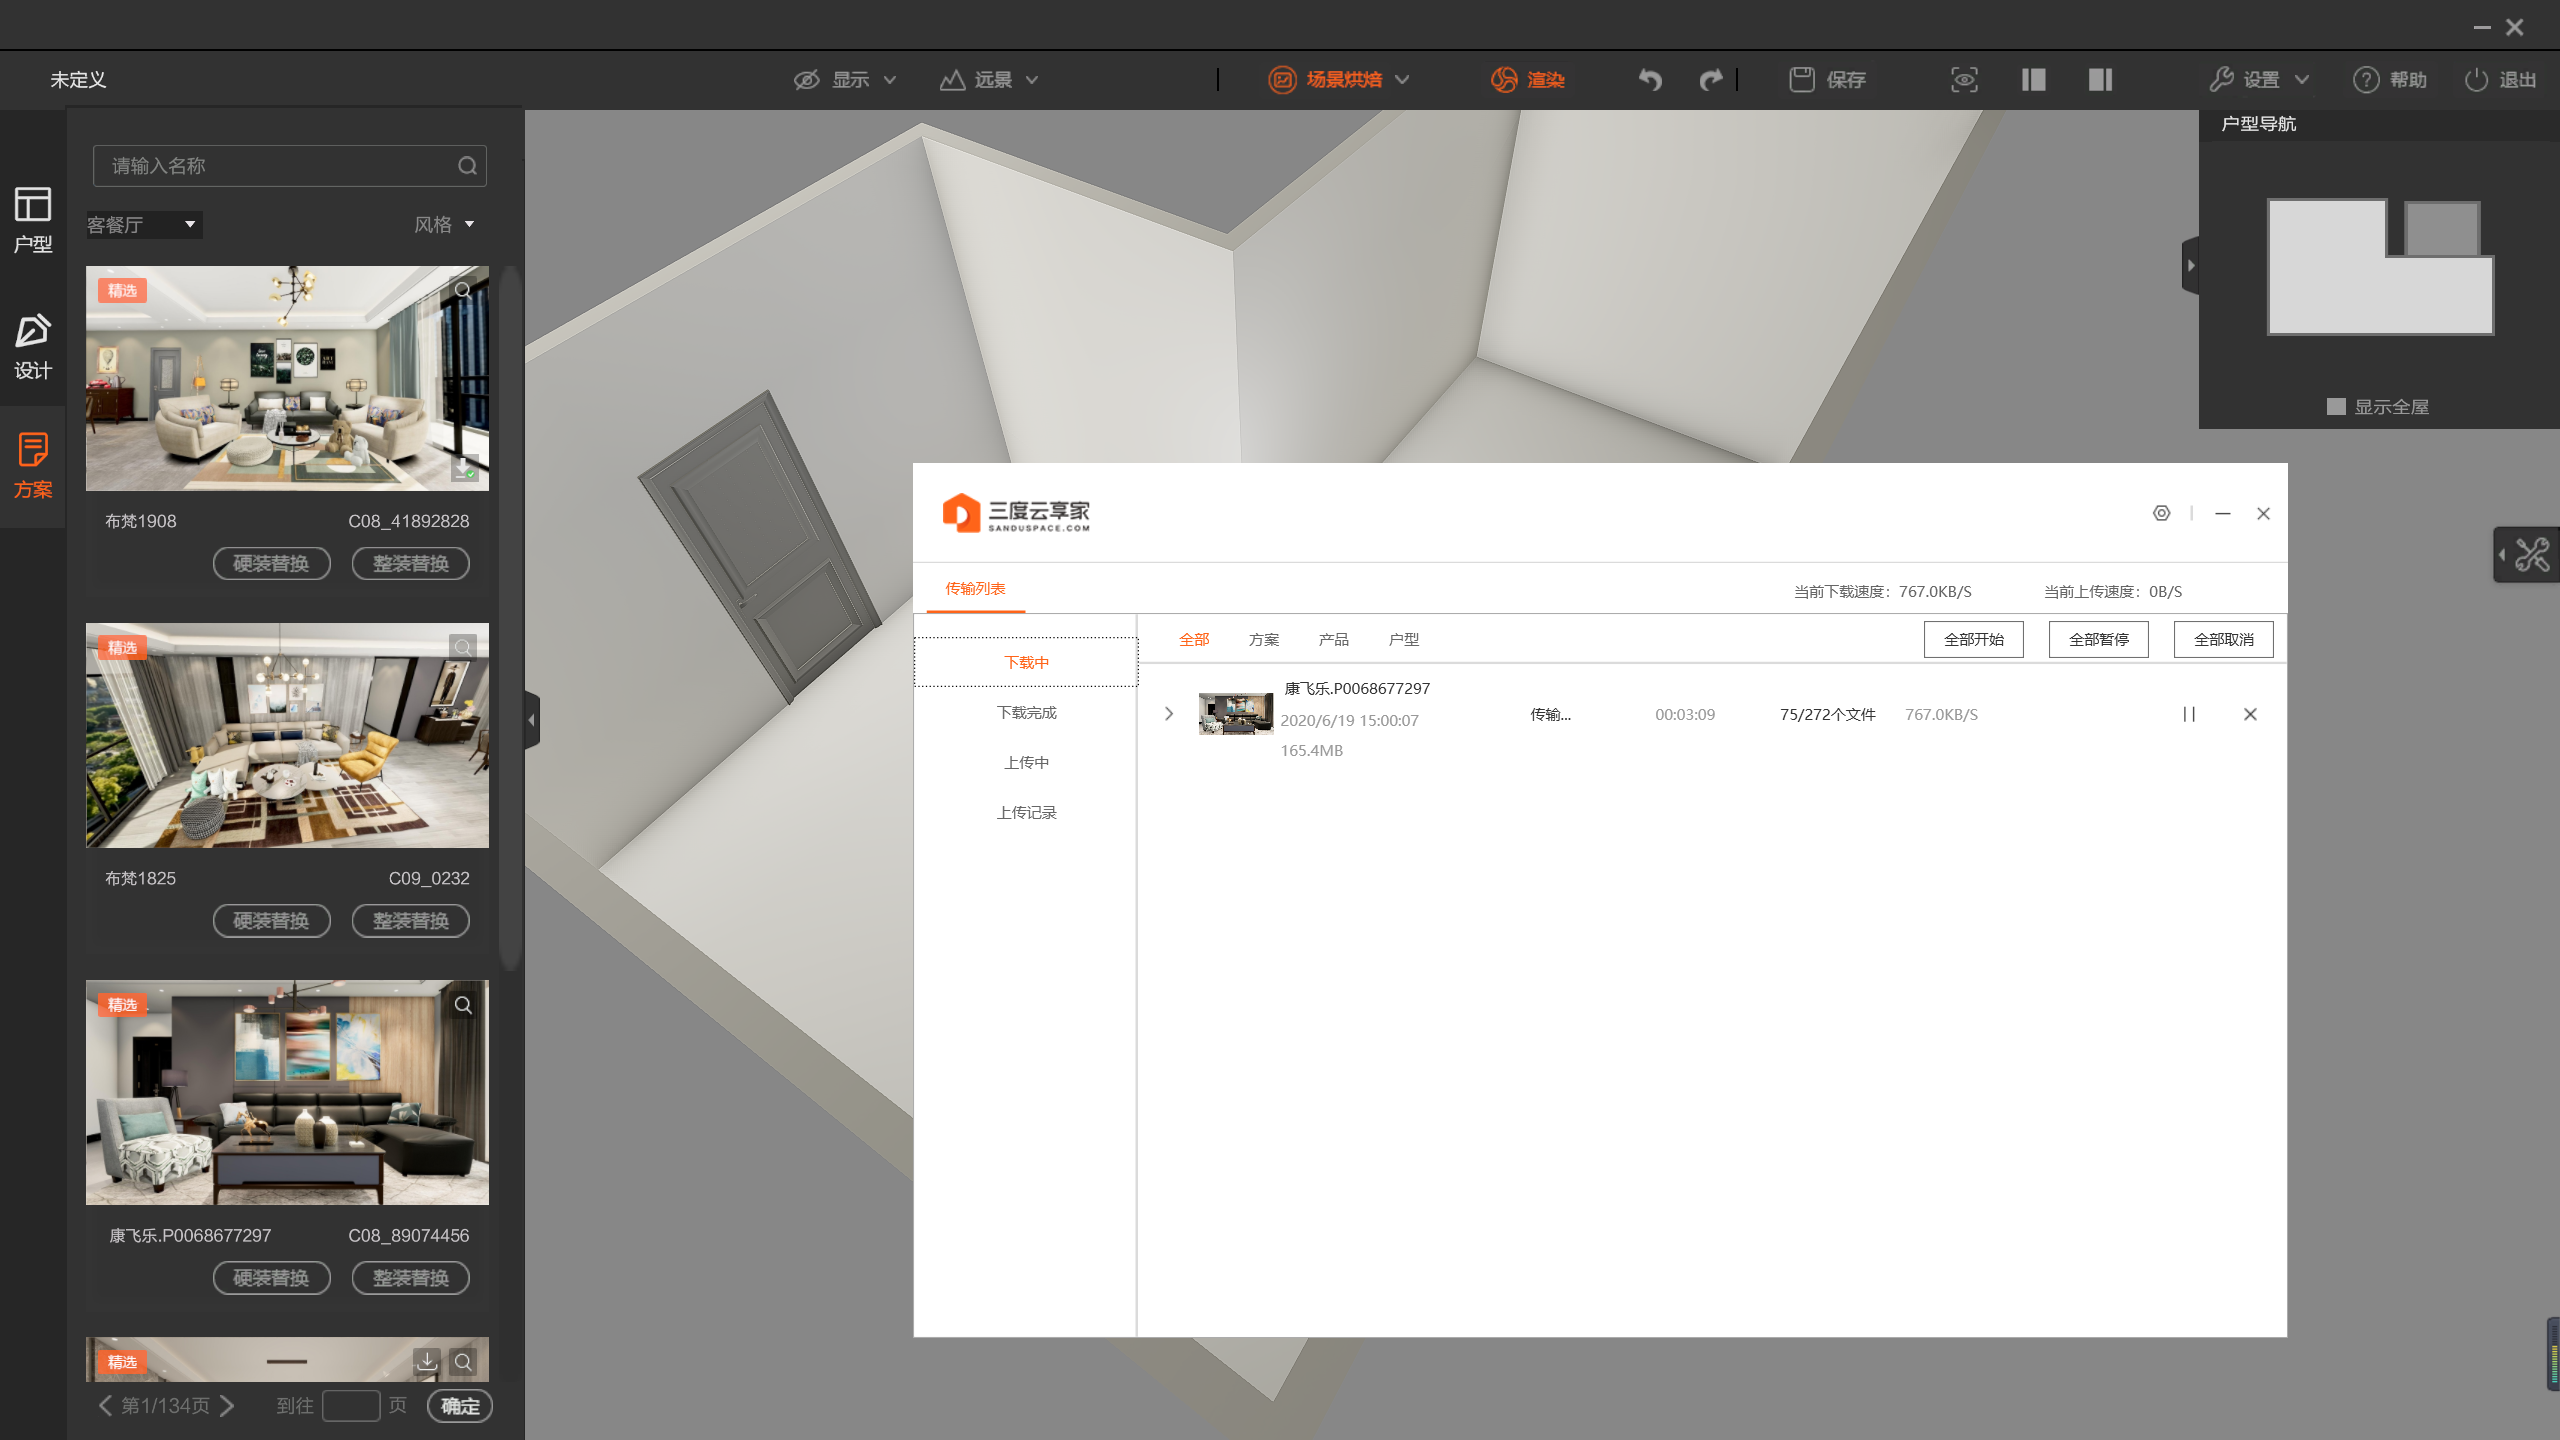 未定义
显示
远景
场景烘焙
渲染
保存
设置
帮助
退出
户型
设计
方案
请输入名称
客餐厅
风格
精选
布梵1908
C08_41892828
硬装替换
整装替换
精选
布梵1825
C09_0232
硬装替换
整装替换
精选
康飞乐.P0068677297
C08_89074456
硬装替换
整装替换
精选
第1/134页
到往
页
确定
户型导航
显示全屋
三度云享家
SANDUSPACE.COM
传输列表
当前下载速度：767.0KB/S
当前上传速度：0B/S
下载中
下载完成
上传中
上传记录
全部
方案
产品
户型
全部开始
全部暂停
全部取消
康飞乐.P0068677297
2020/6/19 15:00:07
165.4MB
传输...
00:03:09
75/272个文件
767.0KB/S